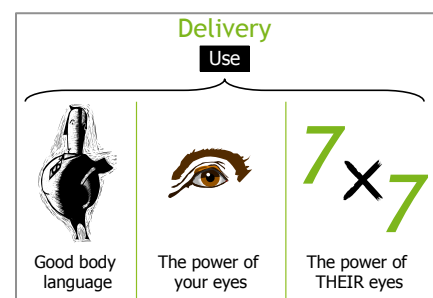 Delivery
Use
7 x 7
Good body
language
The power of
your eyes
The power of
THEIR eyes